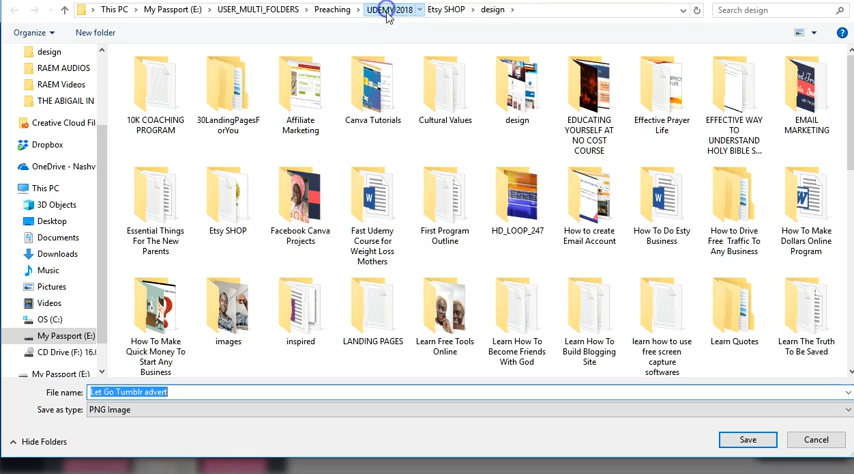 This PC > My Passport (E:) > USER_MULTI_FOLDERS > Preaching > UDEMY 2018 Etsy SHOP > design >
Search design
Organize
New folder
design
RAEM AUDIOS
RAEM Videos
THE ABIGAIL IN
Creative Cloud Fil
Dropbox
OneDrive - Nashv
This PC
3D Objects
Desktop
Documents
Downloads
Music
Pictures
Videos
OS (C:)
My Passport (E:)
CD Drive (F:) 16.0
My Passport (E:)
10K COACHING
PROGRAM
30LandingPagesF
orYou
Affiliate
Marketing
Canva Tutorials
Cultural Values
design
EDUCATING
YOURSELF AT
NO COST
COURSE
Effective Prayer
Life
EFFECTIVE WAY
TO
UNDERSTAND
HOLY BIBLE S...
EMAIL
MARKETING
Essential Things
For The New
Parents
Etsy SHOP
Facebook Canva
Projects
Fast Udemy
Course for
Weight Loss
Mothers
First Program
Outline
HD_LOOP_247
How to create
Email Account
How To Do Esty
Business
How to Drive
Free Traffic To
Any Business
How To Make
Dollars Online
Program
How To Make
Quick Money To
Start Any
Business
images
inspired
LANDING PAGES
Learn Free Tools
Online
Learn How To
Become Friends
With God
Learn How To
Build Blogging
Site
learn how to use
free screen
capture
softwares
Learn Quotes
Learn The Truth
To Be Saved
File name: Let Go Tumblr advert
Save as type: PNG Image
Hide Folders
Save
Cancel